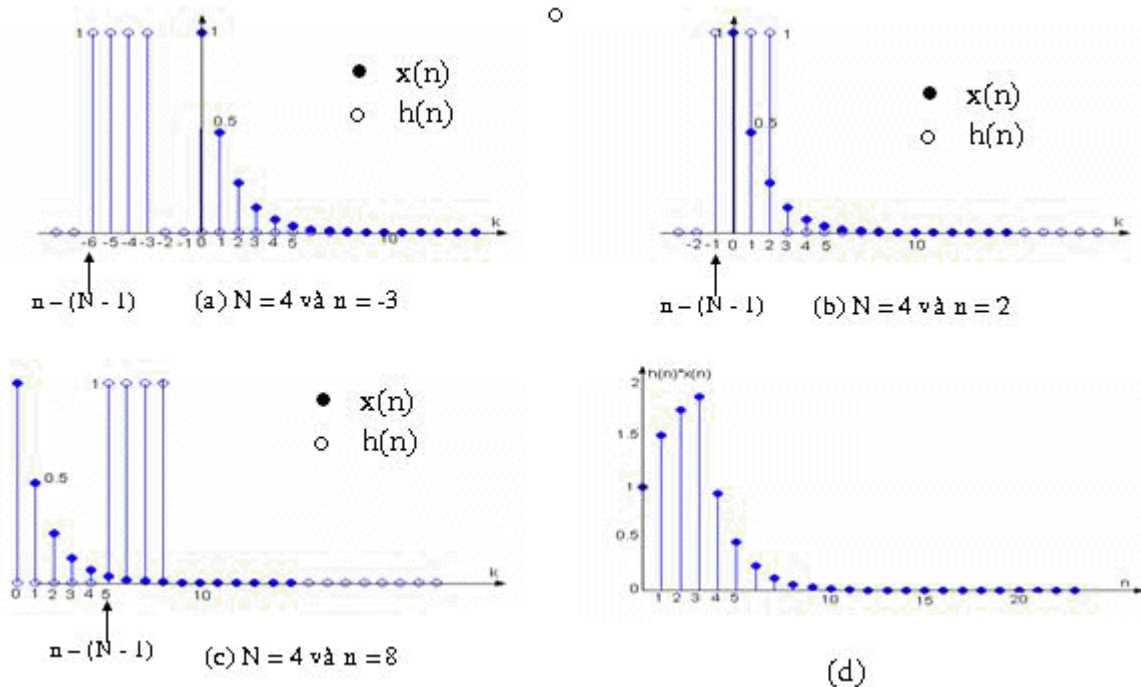 1
x(n)
h(n)
0.5
k
-6 -5 -4 -3 -2 -1 0 1 2 3 4 5 10
n – (N - 1)
(a) N = 4 và n = -3
1 1
x(n)
h(n)
0.5
k
-2 -1 0 1 2 3 4 5 10
n – (N - 1)
(b) N = 4 và n = 2
1
x(n)
h(n)
0.5
k
0 1 2 3 4 5 10
n – (N - 1)
(c) N = 4 và n = 8
h(n)*x(n)
2
1.5
1
0.5
0
n
1 2 3 4 5 10 15 20
(d)